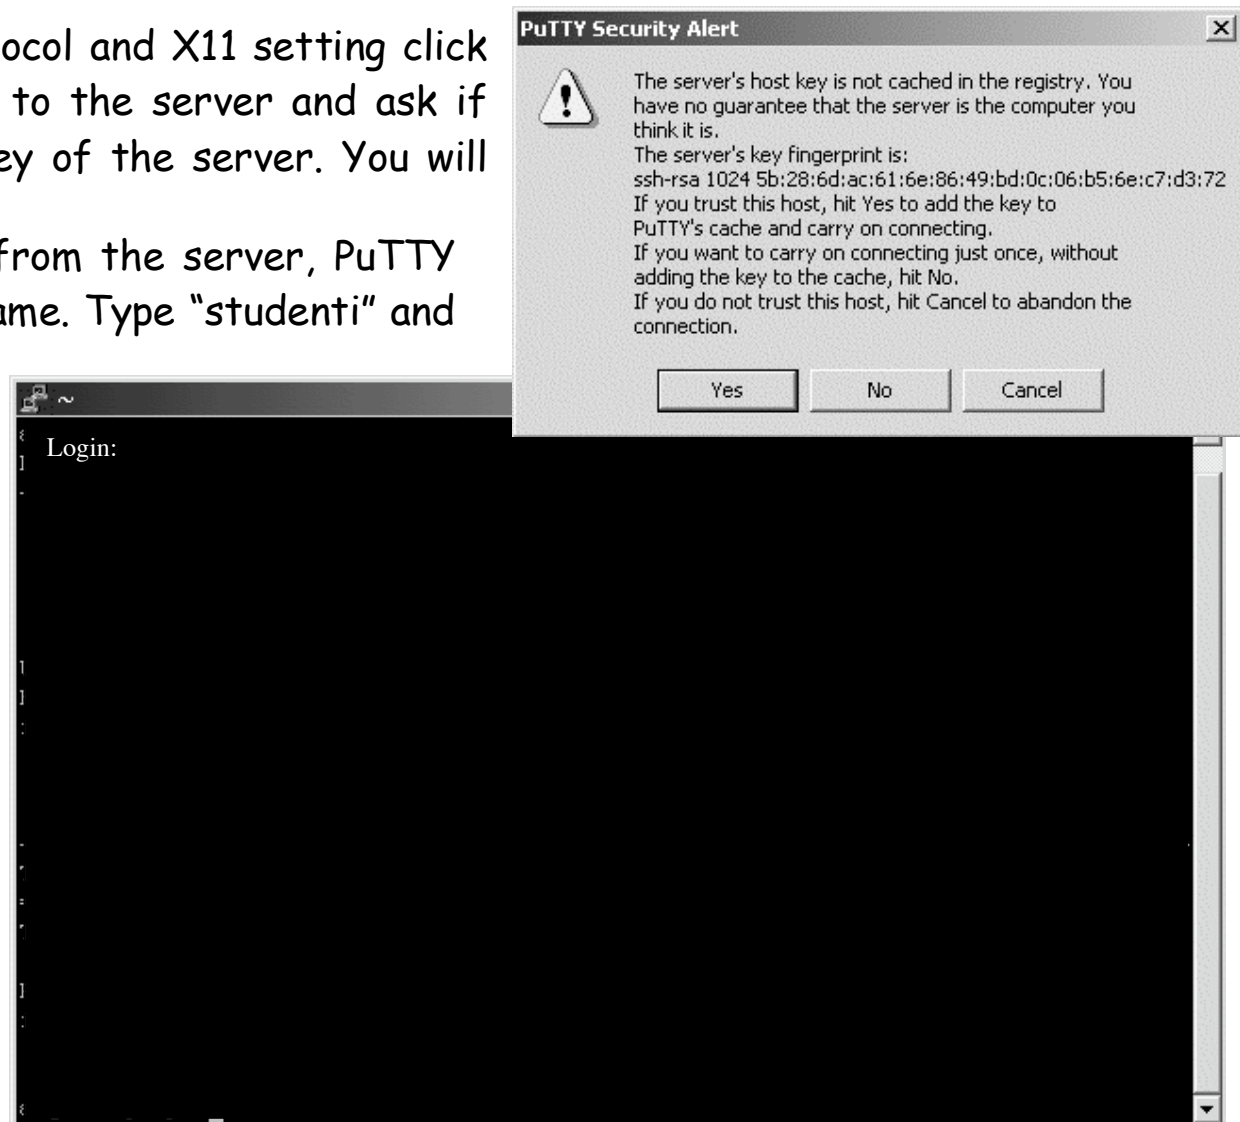 ocol and X11 setting click
to the server and ask if
ey of the server. You will
from the server, PuTTY
ame. Type “studenti” and
PuTTY Security Alert
The server's host key is not cached in the registry. You
have no guarantee that the server is the computer you
think it is.
The server's key fingerprint is:
ssh-rsa 1024 5b:28:6d:ac:61:6e:86:49:bd:0c:06:b5:6e:c7:d3:72
If you trust this host, hit Yes to add the key to
PuTTY's cache and carry on connecting.
If you want to carry on connecting just once, without
adding the key to the cache, hit No.
If you do not trust this host, hit Cancel to abandon the
connection.
Yes No Cancel
~
Login: